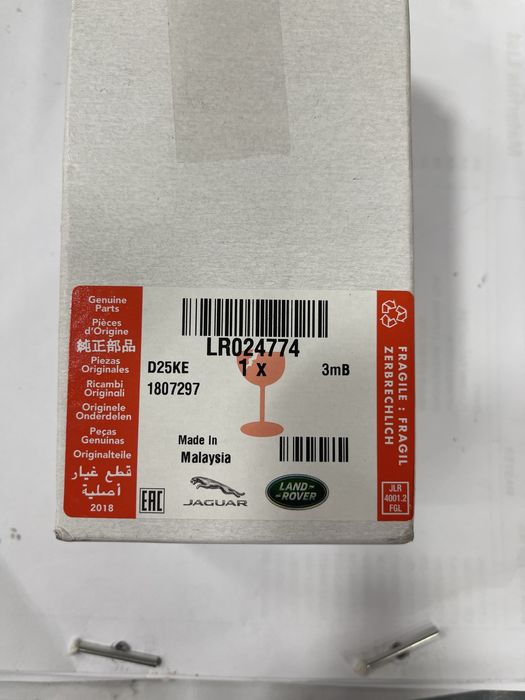 Genuine
Parts
Pièces
d'Origine
純正部品
Piezas
Originales
Ricambi
Originali
Originele
Onderdelen
Peças
Genuinas
Originalteile
قطع غيار
أصلية
2018
LR024774
D25KE
1 x
3mB
1807297
Made In
Malaysia
EAC
JAGUAR
LAND-
-ROVER
FRAGILE : FRAGIL
ZERBRECHLICH
JLR
4001.2
FGL